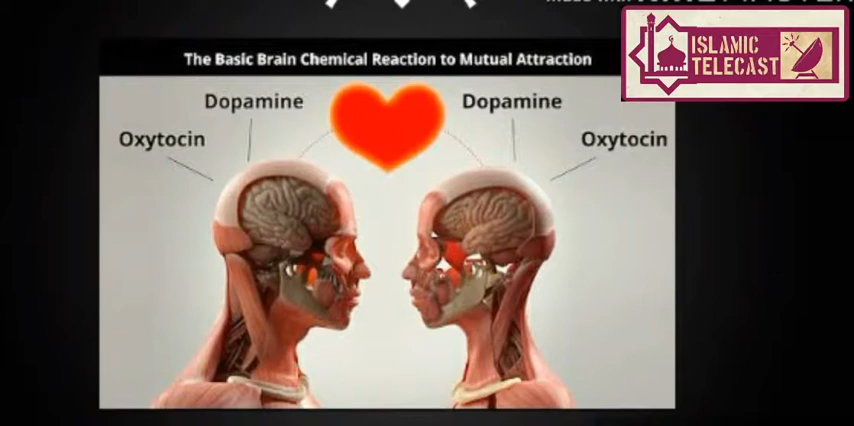 ISLAMIC
TELECAST
The Basic Brain Chemical Reaction to Mutual Attraction
Dopamine
Dopamine
Oxytocin
Oxytocin